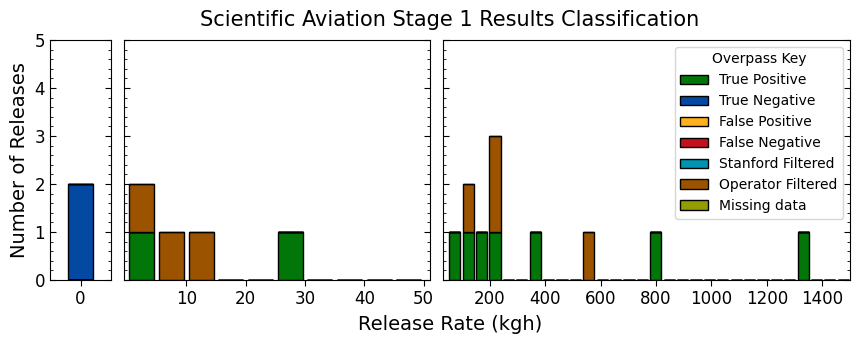 Scientific Aviation Stage 1 Results Classification
Number of Releases
5
4
3
2
1
0
Overpass Key
True Positive
True Negative
False Positive
False Negative
Stanford Filtered
Operator Filtered
Missing data
0
10 20 30 40 50
200 400 600 800 1000 1200 1400
Release Rate (kgh)